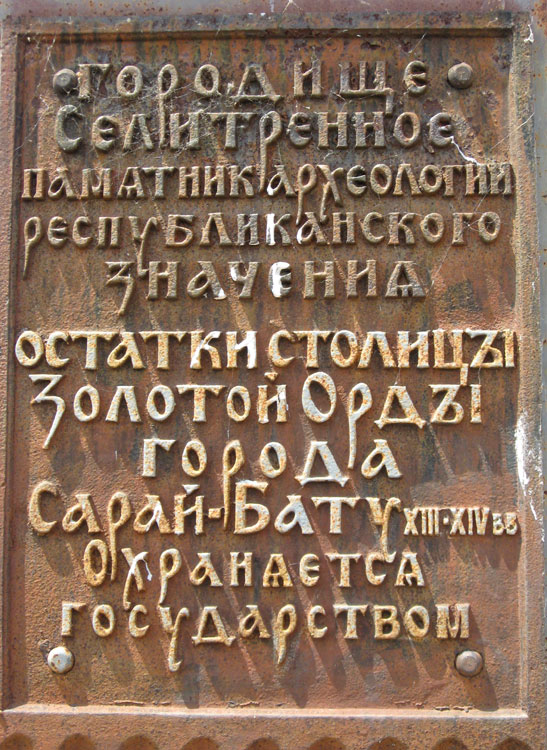 Городище
Селитренное
памятник археологии
республиканского
значения
остатки столицы
Золотой Орды
города
Сарай-Бату XIII-XIV вв
Охраняется
государством